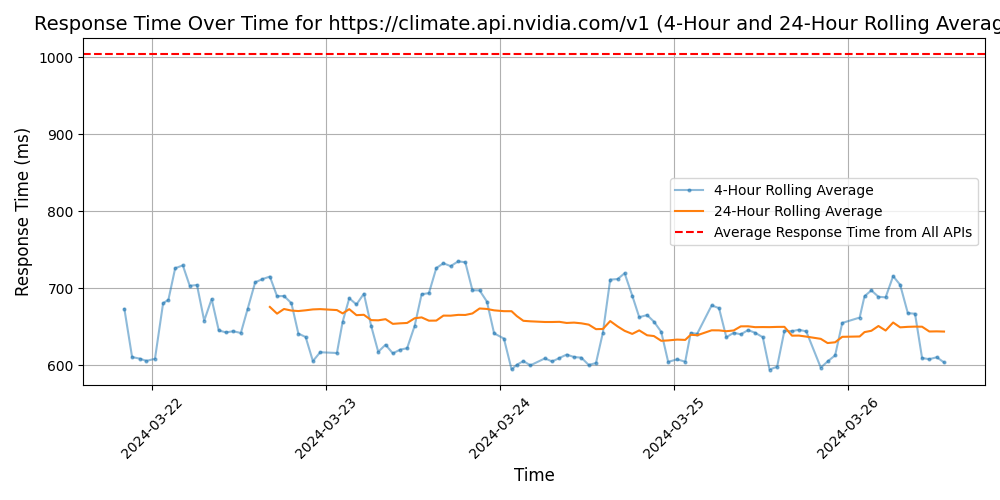 Response Time Over Time for https://climate.api.nvidia.com/v1 (4-Hour and 24-Hour Rolling Averag
Response Time (ms)
1000
900
800
700
600
4-Hour Rolling Average
24-Hour Rolling Average
Average Response Time from All APIs
2024-03-22
2024-03-23
2024-03-24
2024-03-25
2024-03-26
Time